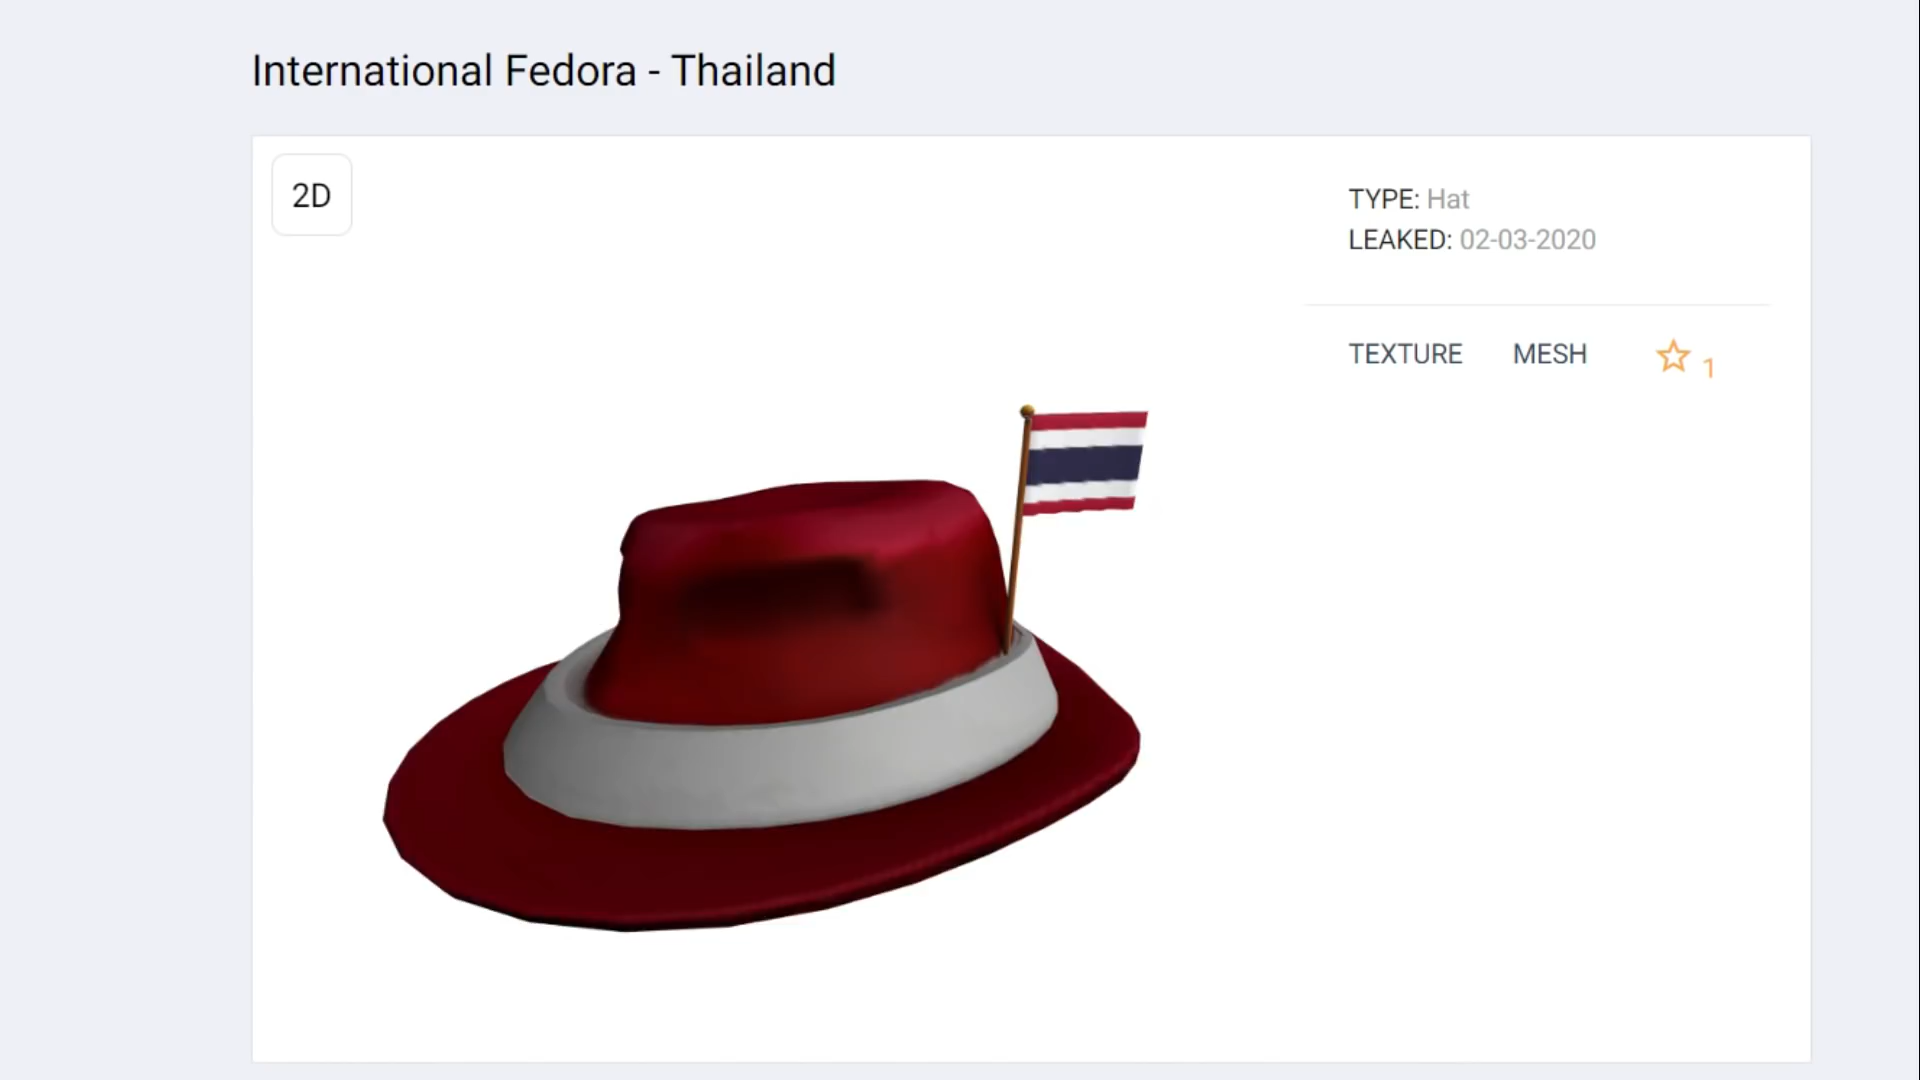 International Fedora - Thailand
2D
TYPE: Hat
LEAKED: 02-03-2020
TEXTURE MESH 1